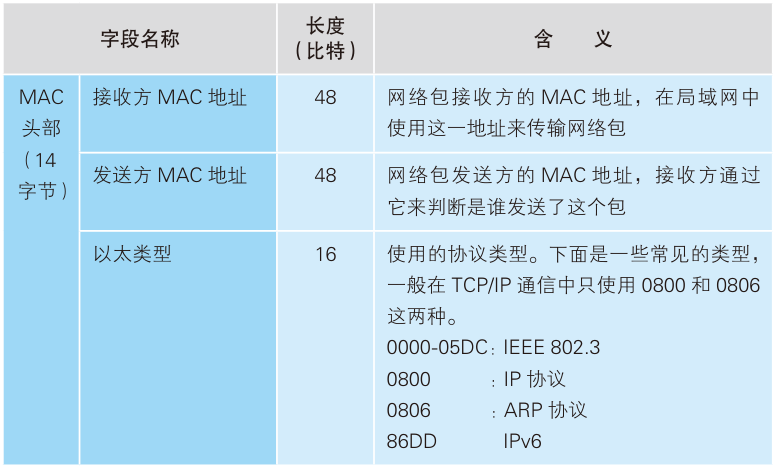 字段名称
长度
（比特）
含 义
MAC
头部
（14
字节）
接收方 MAC 地址
48
网络包接收方的 MAC 地址，在局域网中
使用这一地址来传输网络包
发送方 MAC 地址
48
网络包发送方的 MAC 地址，接收方通过
它来判断是谁发送了这个包
以太类型
16
使用的协议类型。下面是一些常见的类型，
一般在 TCP/IP 通信中只使用 0800 和 0806
这两种。
0000-05DC：IEEE 802.3
0800 ：IP 协议
0806 ：ARP 协议
86DD IPv6